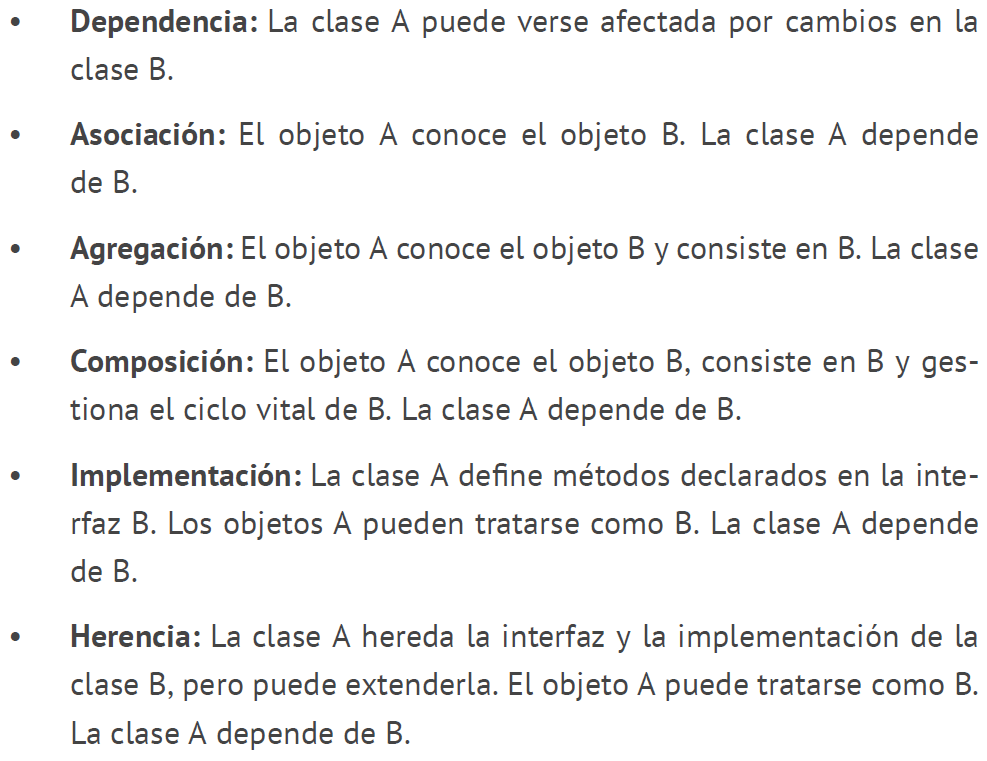 • Dependencia: La clase A puede verse afectada por cambios en la
clase B.
• Asociación: El objeto A conoce el objeto B. La clase A depende
de B.
• Agregación: El objeto A conoce el objeto B y consiste en B. La clase
A depende de B.
• Composición: El objeto A conoce el objeto B, consiste en B y ges-
tiona el ciclo vital de B. La clase A depende de B.
• Implementación: La clase A define métodos declarados en la inte-
rfaz B. Los objetos A pueden tratarse como B. La clase A depende
de B.
• Herencia: La clase A hereda la interfaz y la implementación de la
clase B, pero puede extenderla. El objeto A puede tratarse como B.
La clase A depende de B.